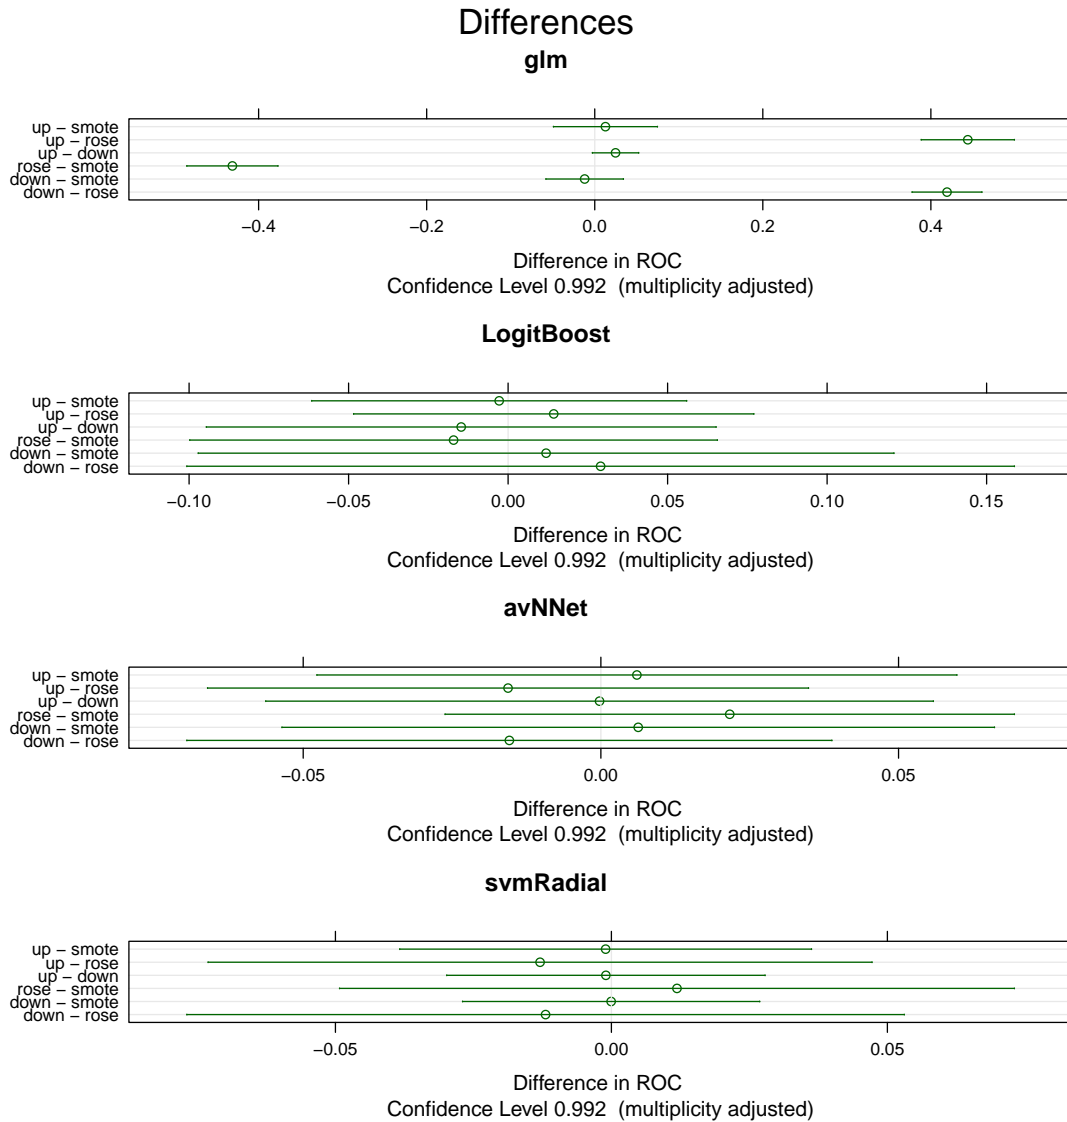 Differences
glm
up − smote
up − rose
up − down
rose − smote
down − smote
down − rose
−0.4 −0.2 0.0 0.2 0.4
Difference in ROC
Confidence Level 0.992 (multiplicity adjusted)
LogitBoost
up − smote
up − rose
up − down
rose − smote
down − smote
down − rose
−0.10 −0.05 0.00 0.05 0.10 0.15
Difference in ROC
Confidence Level 0.992 (multiplicity adjusted)
avNNet
up − smote
up − rose
up − down
rose − smote
down − smote
down − rose
−0.05 0.00 0.05
Difference in ROC
Confidence Level 0.992 (multiplicity adjusted)
svmRadial
up − smote
up − rose
up − down
rose − smote
down − smote
down − rose
−0.05 0.00 0.05
Difference in ROC
Confidence Level 0.992 (multiplicity adjusted)